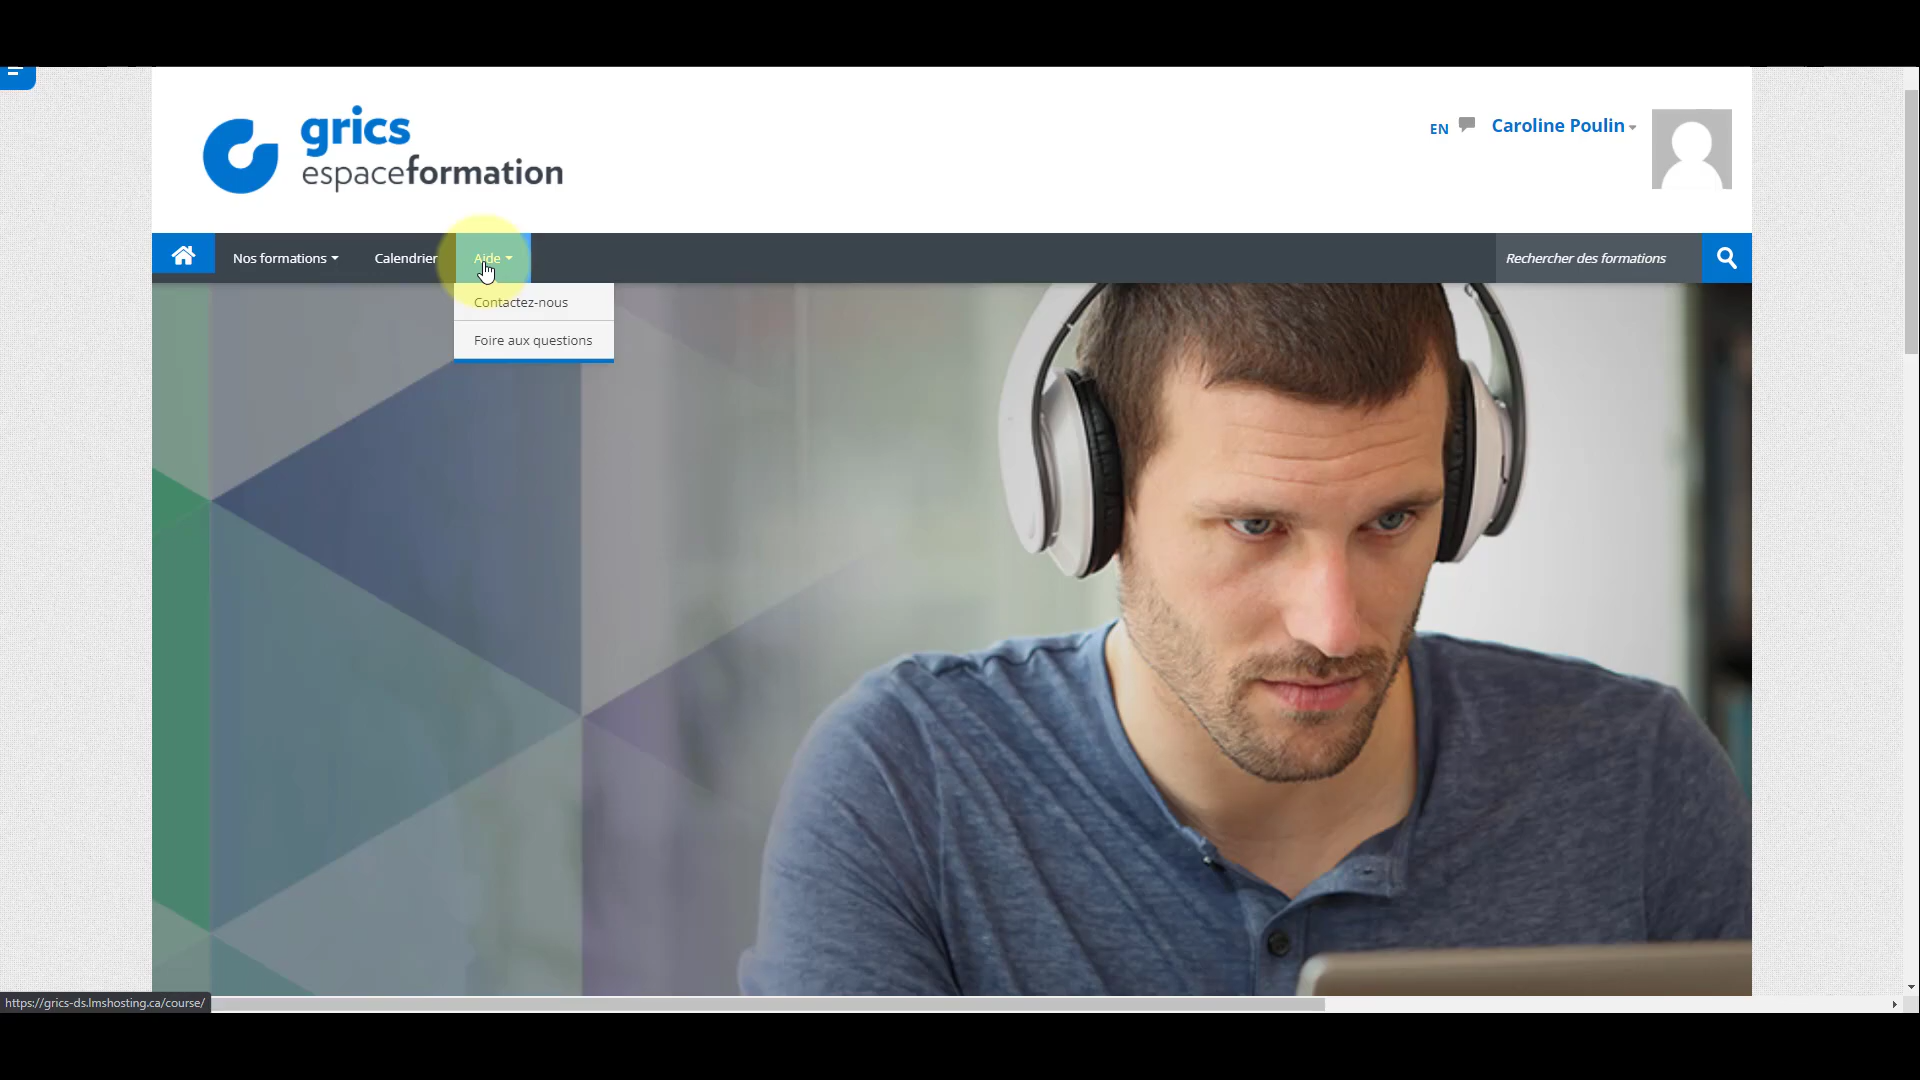 grics
espaceformation
EN
Caroline Poulin
Nos formations
Calendrier
Aide
Rechercher des formations
Contactez-nous
Foire aux questions
https://grics-ds.lmshosting.ca/course/